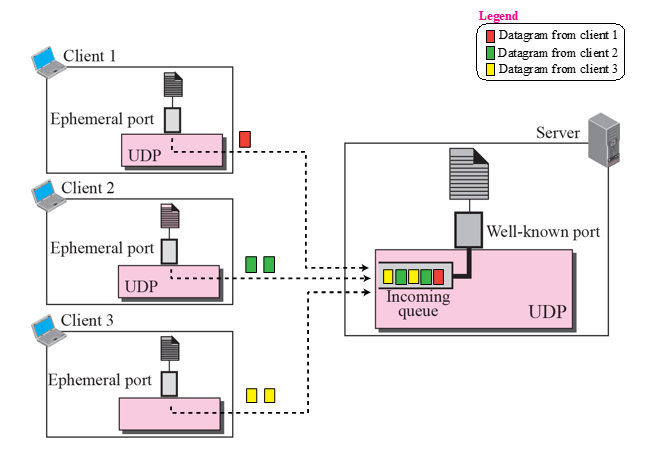 Legend
Datagram from client 1
Datagram from client 2
Datagram from client 3
Client 1
Ephemeral port
UDP
Client 2
Ephemeral port
UDP
Client 3
Ephemeral port
Server
Well-known port
Incoming
queue
UDP